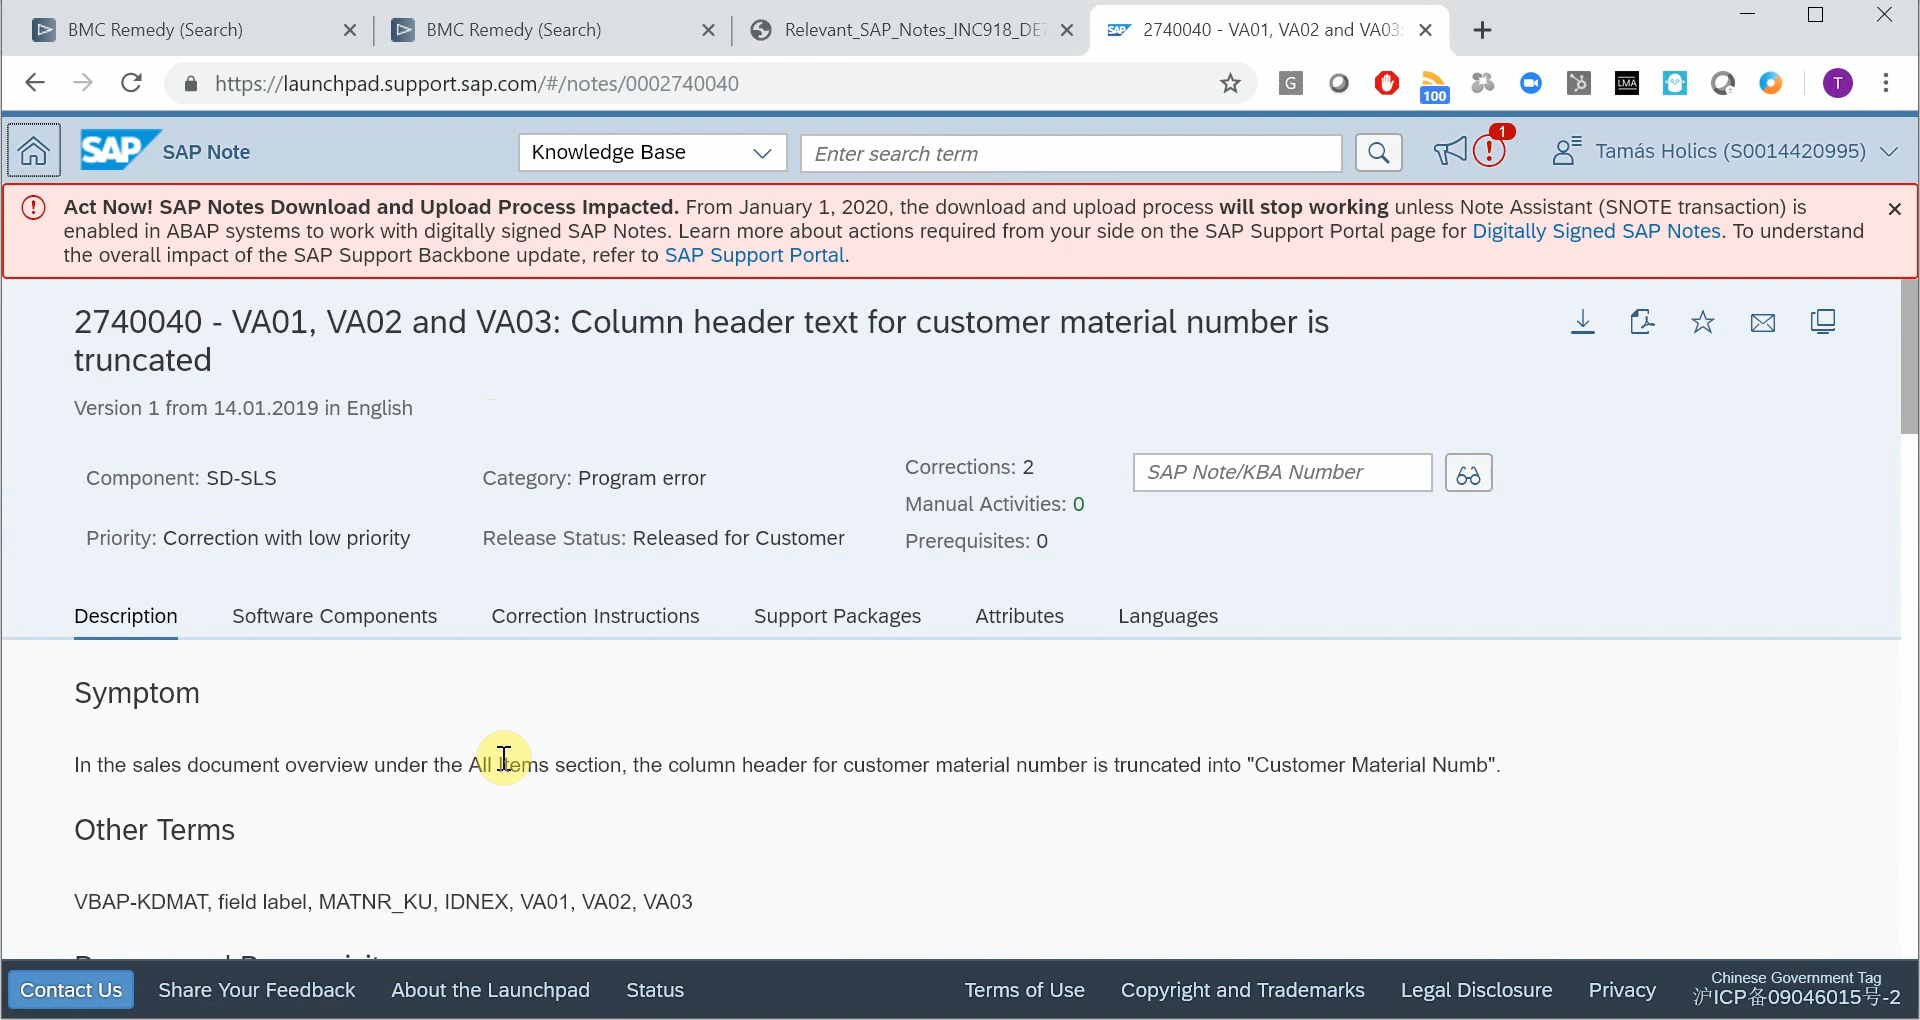 BMC Remedy (Search)
BMC Remedy (Search)
Relevant_SAP_Notes_INC918_DE
2740040 - VA01, VA02 and VA03:
https://launchpad.support.sap.com/#/notes/0002740040
G
100
LMA
T
SAP
SAP Note
Knowledge Base
Enter search term
1
Tamás Holics (S0014420995)
Act Now! SAP Notes Download and Upload Process Impacted. From January 1, 2020, the download and upload process will stop working unless Note Assistant (SNOTE transaction) is
enabled in ABAP systems to work with digitally signed SAP Notes. Learn more about actions required from your side on the SAP Support Portal page for Digitally Signed SAP Notes. To understand
the overall impact of the SAP Support Backbone update, refer to SAP Support Portal.
2740040 - VA01, VA02 and VA03: Column header text for customer material number is
truncated
Version 1 from 14.01.2019 in English
Component: SD-SLS
Category: Program error
Corrections: 2
SAP Note/KBA Number
Manual Activities: 0
Priority: Correction with low priority
Release Status: Released for Customer
Prerequisites: 0
Description
Software Components
Correction Instructions
Support Packages
Attributes
Languages
Symptom
In the sales document overview under the All Items section, the column header for customer material number is truncated into "Customer Material Numb".
Other Terms
VBAP-KDMAT, field label, MATNR_KU, IDNEX, VA01, VA02, VA03
Contact Us
Share Your Feedback
About the Launchpad
Status
Terms of Use
Copyright and Trademarks
Legal Disclosure
Privacy
Chinese Government Tag
沪ICP备09046015号-2